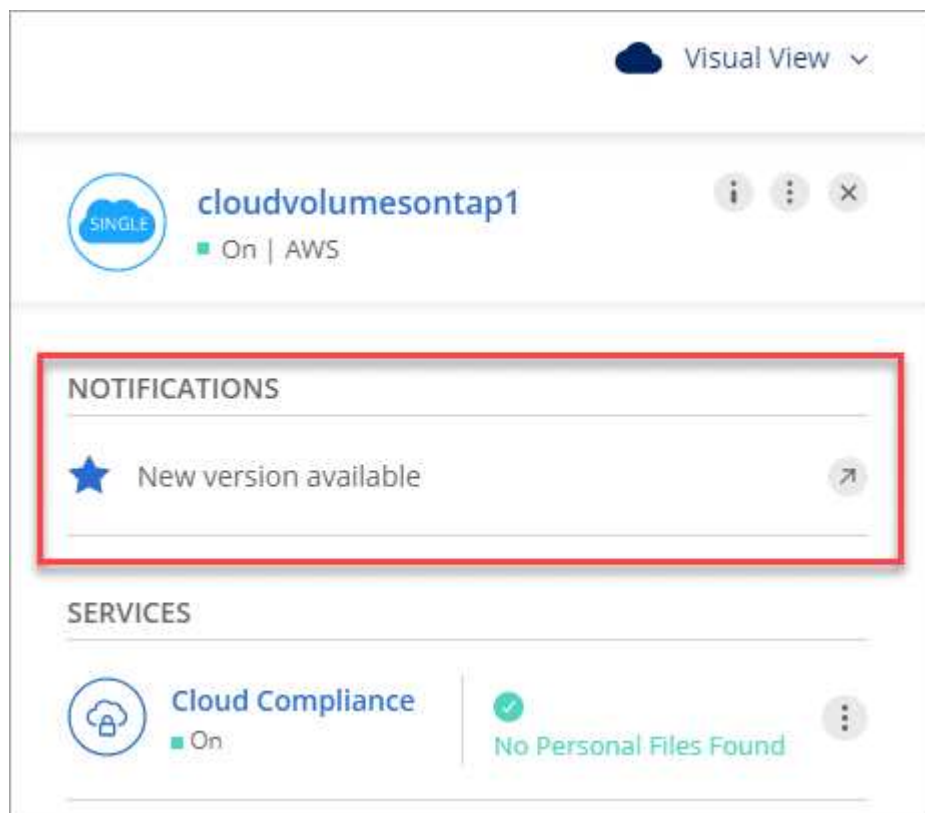 Visual View
SINGLE
cloudvolumesontap1
On | AWS
NOTIFICATIONS
New version available
SERVICES
Cloud Compliance
On
No Personal Files Found